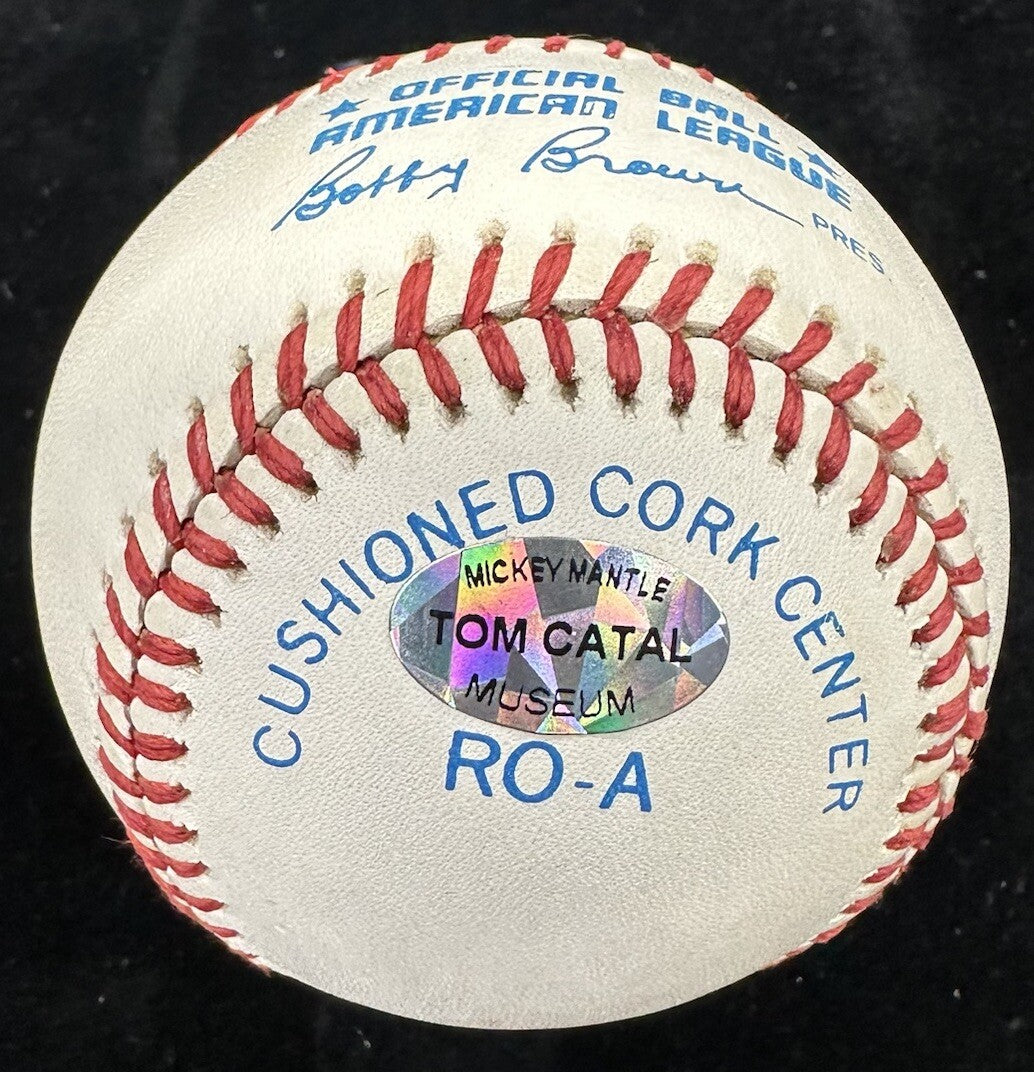 ★ OFFICIAL BALL ★
AMERICAN LEAGUE
Bobby Brown PRES
CUSHIONED CORK CENTER
MICKEY MANTLE
TOM CATAL
MUSEUM
RO-A